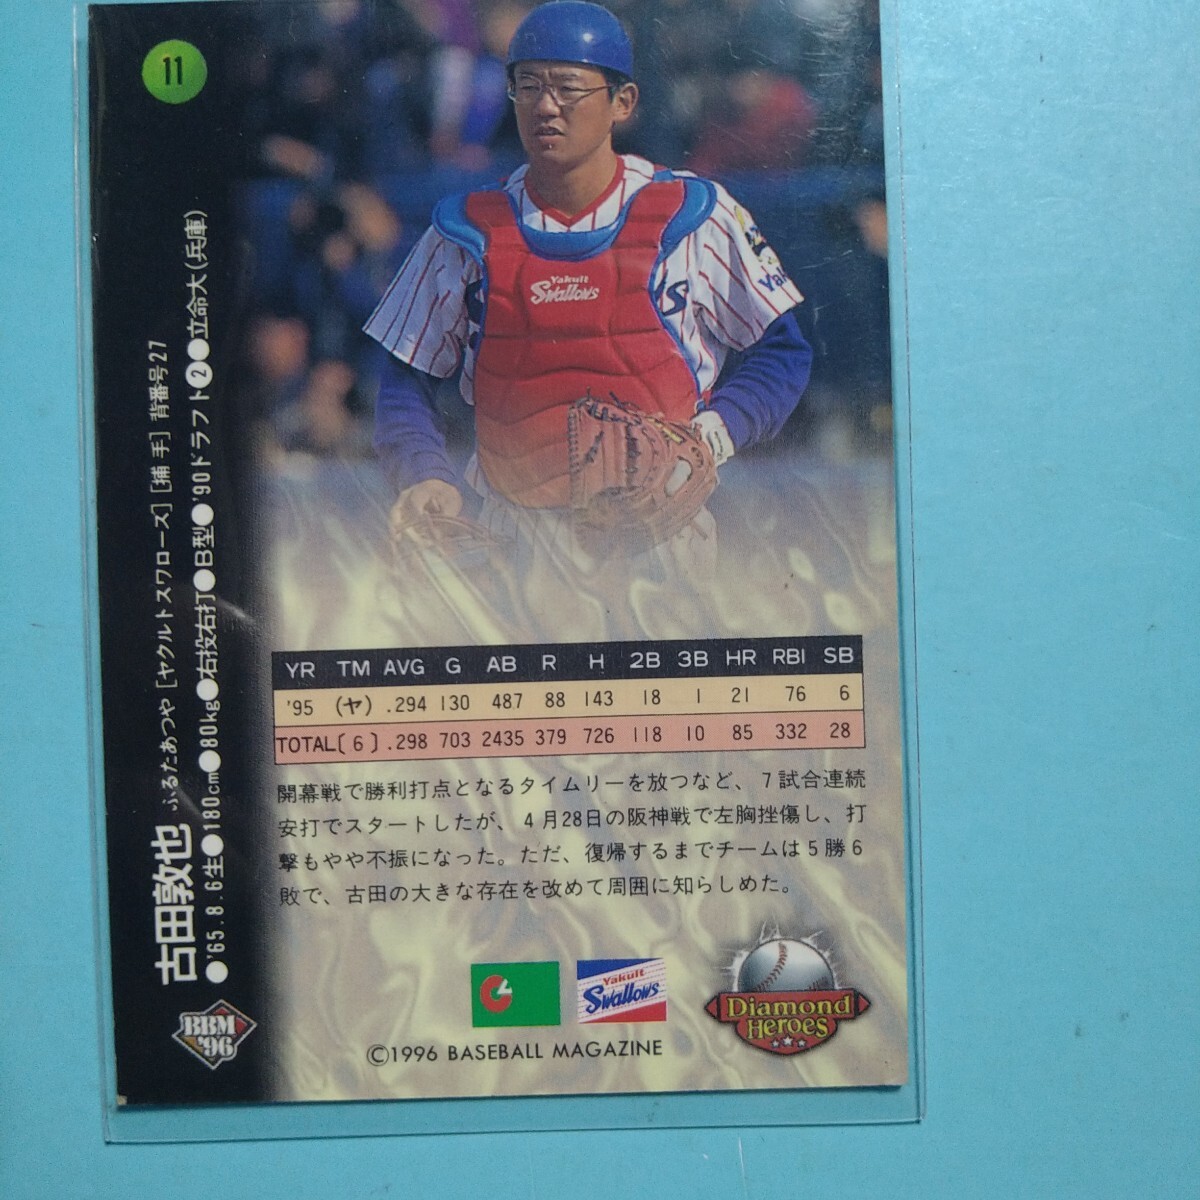 11
古田敦也 ふるたあつや [ヤクルトスワローズ] [捕手] 背番号27
●'65.8.6生●180cm●80kg●右投右打●B型●'90ドラフト②●立命大(兵庫)
Yakult
Swallows
YR TM AVG G AB R H 2B 3B HR RBI SB
'95 (ヤ) .294 130 487 88 143 18 1 21 76 6
TOTAL〔6〕 .298 703 2435 379 726 118 10 85 332 28
開幕戦で勝利打点となるタイムリーを放つなど、7試合連続
安打でスタートしたが、4月28日の阪神戦で左胸挫傷し、打
撃もやや不振になった。ただ、復帰するまでチームは5勝6
敗で、古田の大きな存在を改めて周囲に知らしめた。
BBM
'96
Yakult
Swallows
Diamond
Heroes
©1996 BASEBALL MAGAZINE